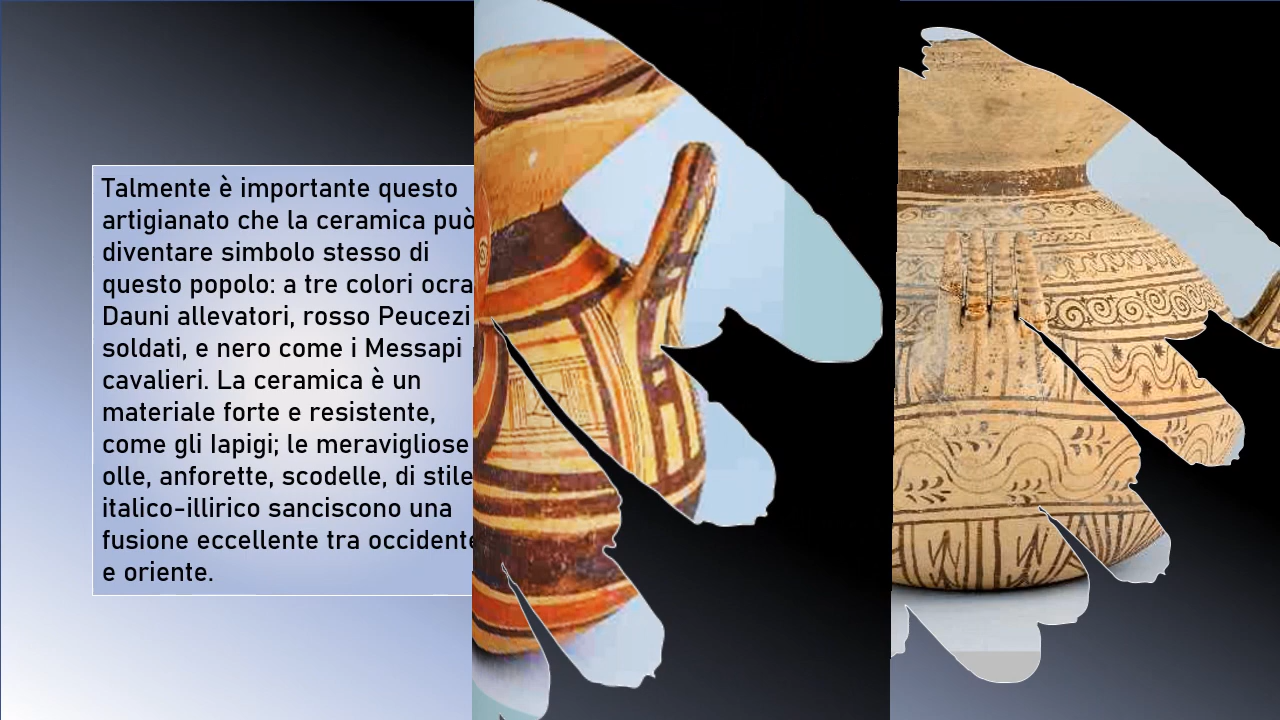 Talmente è importante questo
artigianato che la ceramica può
diventare simbolo stesso di
questo popolo: a tre colori ocra
Dauni allevatori, rosso Peucezi
soldati, e nero come i Messapi
cavalieri. La ceramica è un
materiale forte e resistente,
come gli Iapigi; le meravigliose
olle, anforette, scodelle, di stile
italico-illirico sanciscono una
fusione eccellente tra occidente
e oriente.